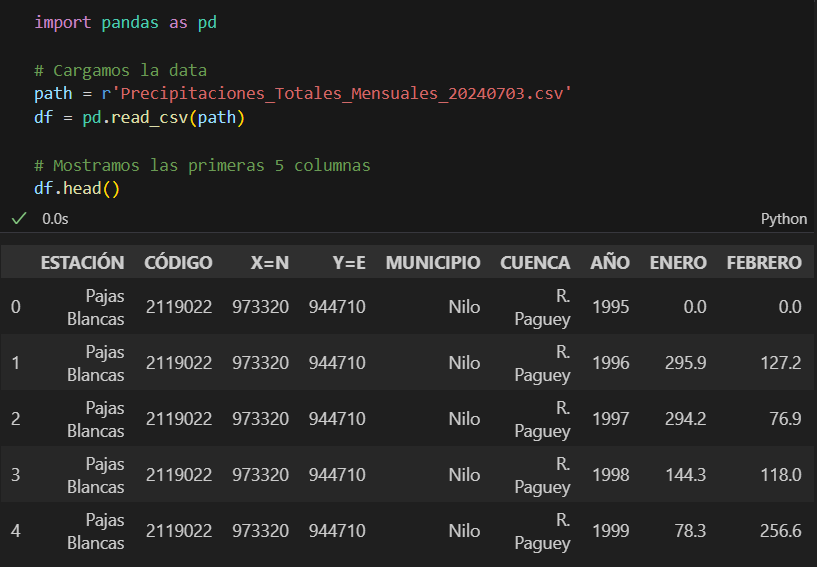 import pandas as pd
# Cargamos la data
path = r'Precipitaciones_Totales_Mensuales_20240703.csv'
df = pd.read_csv(path)
# Mostramos las primeras 5 columnas
df.head()
0.0s Python
ESTACIÓN CÓDIGO X=N Y=E MUNICIPIO CUENCA AÑO ENERO FEBRERO
0 Pajas Blancas 2119022 973320 944710 Nilo R. Paguey 1995 0.0 0.0
1 Pajas Blancas 2119022 973320 944710 Nilo R. Paguey 1996 295.9 127.2
2 Pajas Blancas 2119022 973320 944710 Nilo R. Paguey 1997 294.2 76.9
3 Pajas Blancas 2119022 973320 944710 Nilo R. Paguey 1998 144.3 118.0
4 Pajas Blancas 2119022 973320 944710 Nilo R. Paguey 1999 78.3 256.6